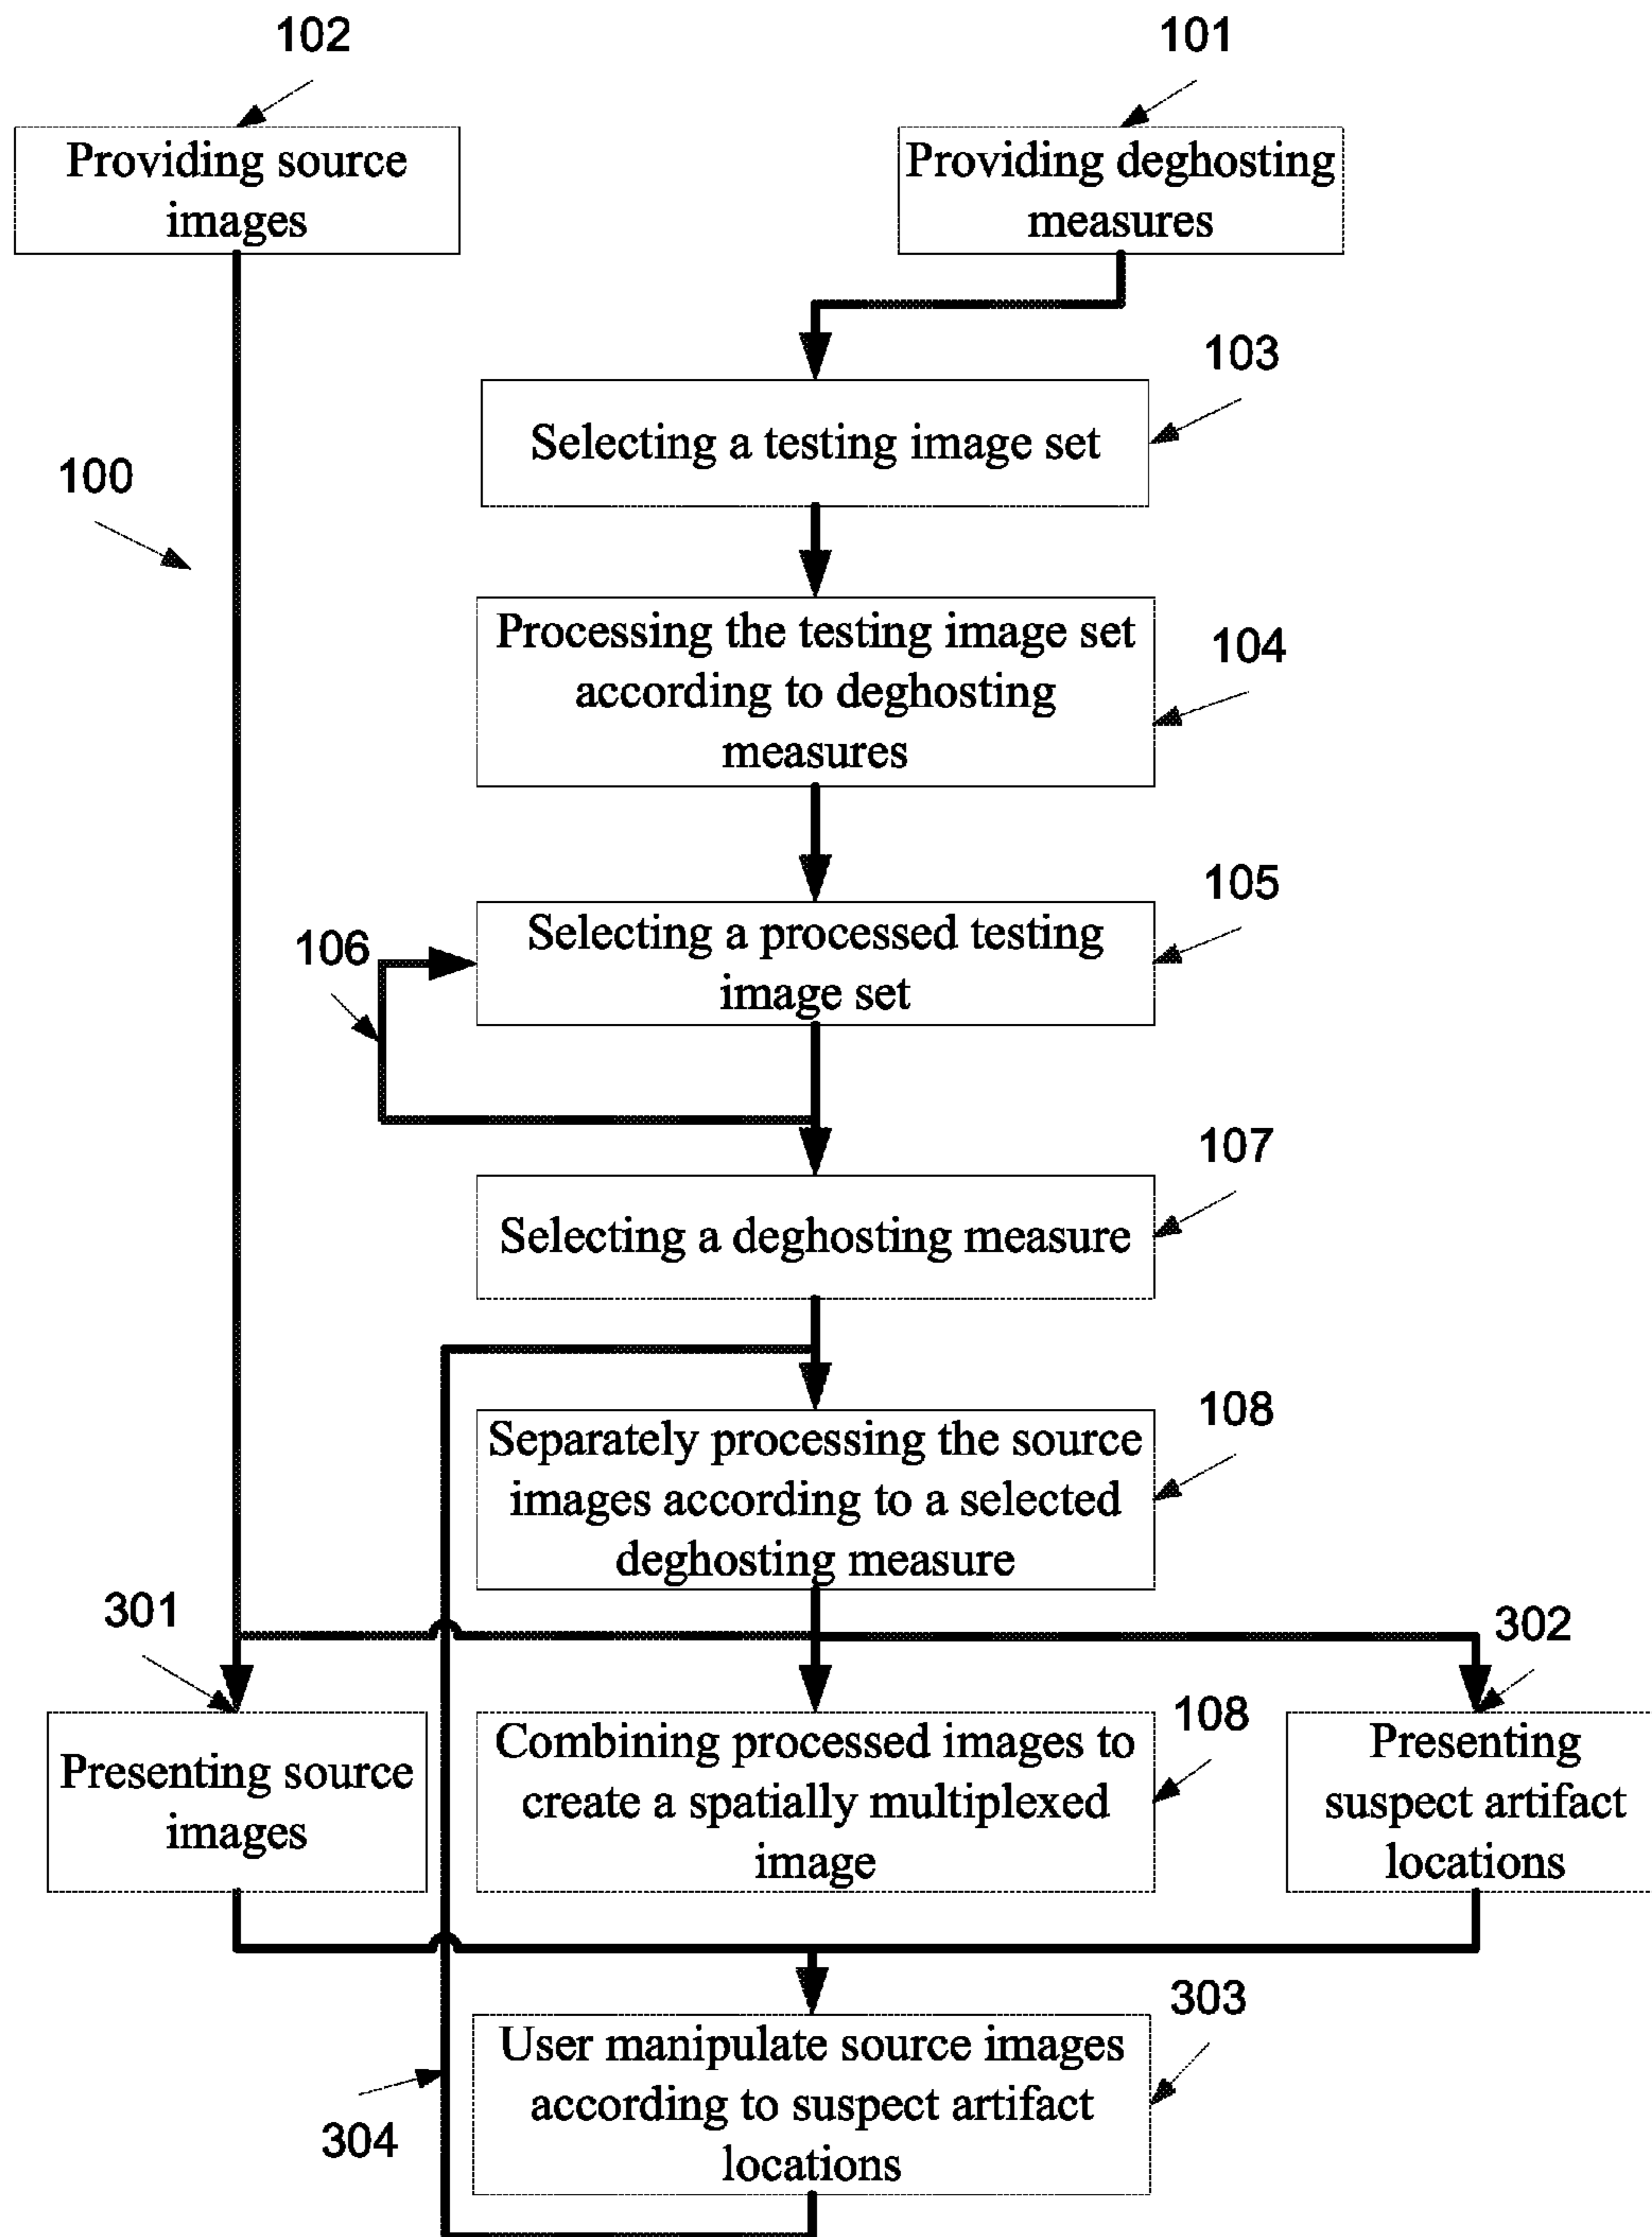 102
101
Providing source
images
Providing deghosting
measures
103
Selecting a testing image set
100
Processing the testing image set
according to deghosting
measures
104
105
Selecting a processed testing
image set
106
107
Selecting a deghosting measure
108
Separately processing the source
images according to a selected
deghosting measure
301
302
Presenting source
images
Combining processed images to
create a spatially multiplexed
image
108
Presenting
suspect artifact
locations
303
User manipulate source images
according to suspect artifact
locations
304